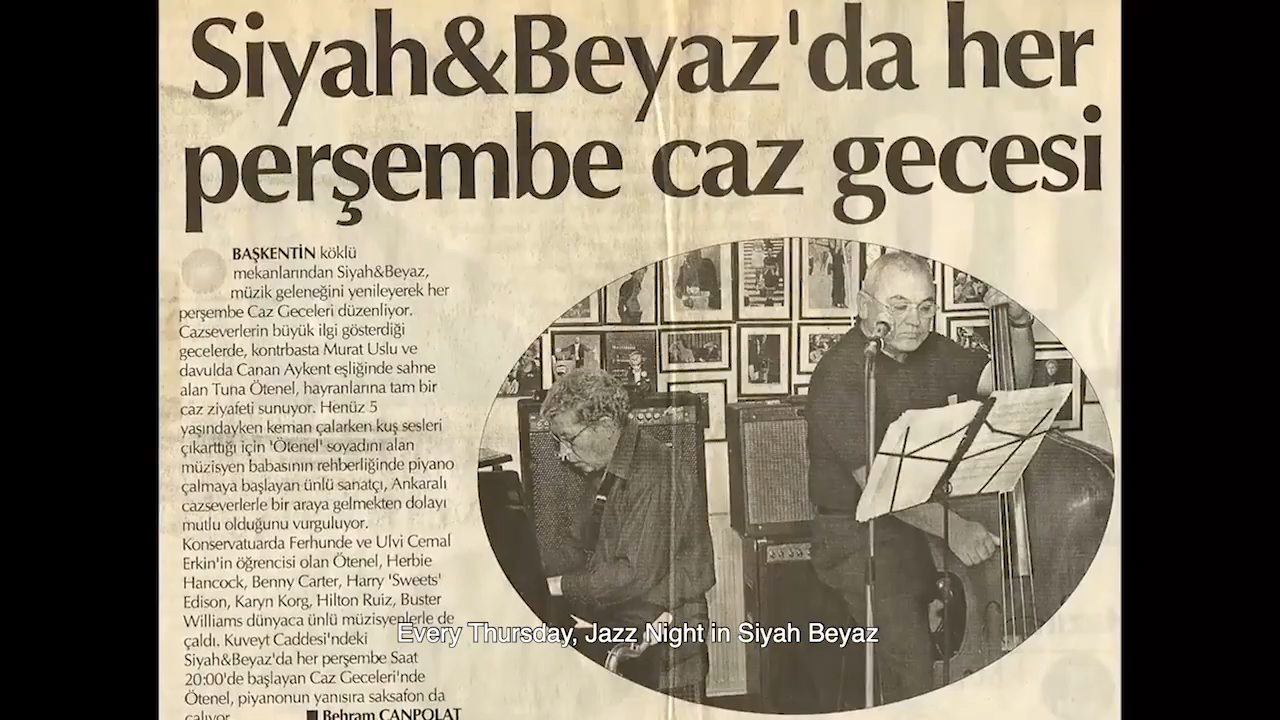 Siyah&Beyaz'da her
perşembe caz gecesi
BAŞKENTİN köklü
mekanlarından Siyah&Beyaz,
müzik geleneğini yenileyerek her
perşembe Caz Geceleri düzenliyor.
Cazseverlerin büyük ilgi gösterdiği
gecelerde, kontrbasta Murat Uslu ve
davulda Canan Aykent eşliğinde sahne
alan Tuna Ötenel, hayranlarına tam bir
caz ziyafeti sunuyor. Henüz 5
yaşındayken keman çalarken kuş sesleri
çıkarttığı için 'Ötenel' soyadını alan
müzisyen babasının rehberliğinde piyano
çalmaya başlayan ünlü sanatçı, Ankaralı
cazseverlerle bir araya gelmekten dolayı
mutlu olduğunu vurguluyor.
Konservatuarda Ferhunde ve Ulvi Cemal
Erkin'in öğrencisi olan Ötenel, Herbie
Hancock, Benny Carter, Harry 'Sweets'
Edison, Karyn Korg, Hilton Ruiz, Buster
Williams dünyaca ünlü müzisyenlerle de
çaldı. Kuveyt Caddesi'ndeki
Siyah&Beyaz'da her perşembe Saat
20:00'de başlayan Caz Geceleri'nde
Ötenel, piyanonun yanısıra saksafon da
çalıyor.
Behram CANPOLAT
Every Thursday, Jazz Night in Siyah Beyaz